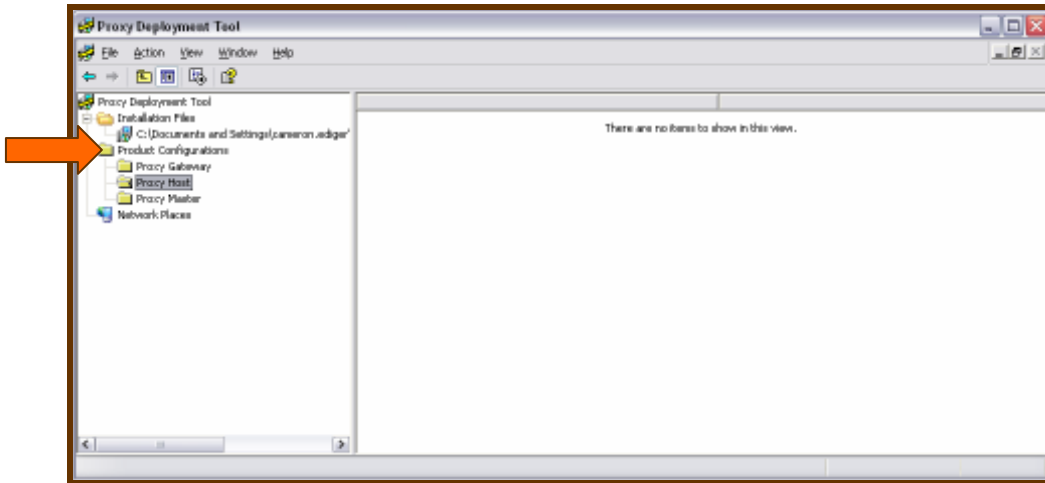 Proxy Deployment Tool
File Action View Window Help
Proxy Deployment Tool
Installation Files
C:\Documents and Settings\cameron.ediger'
Product Configurations
Proxy Gateway
Proxy Host
Proxy Master
Network Places
There are no items to show in this view.